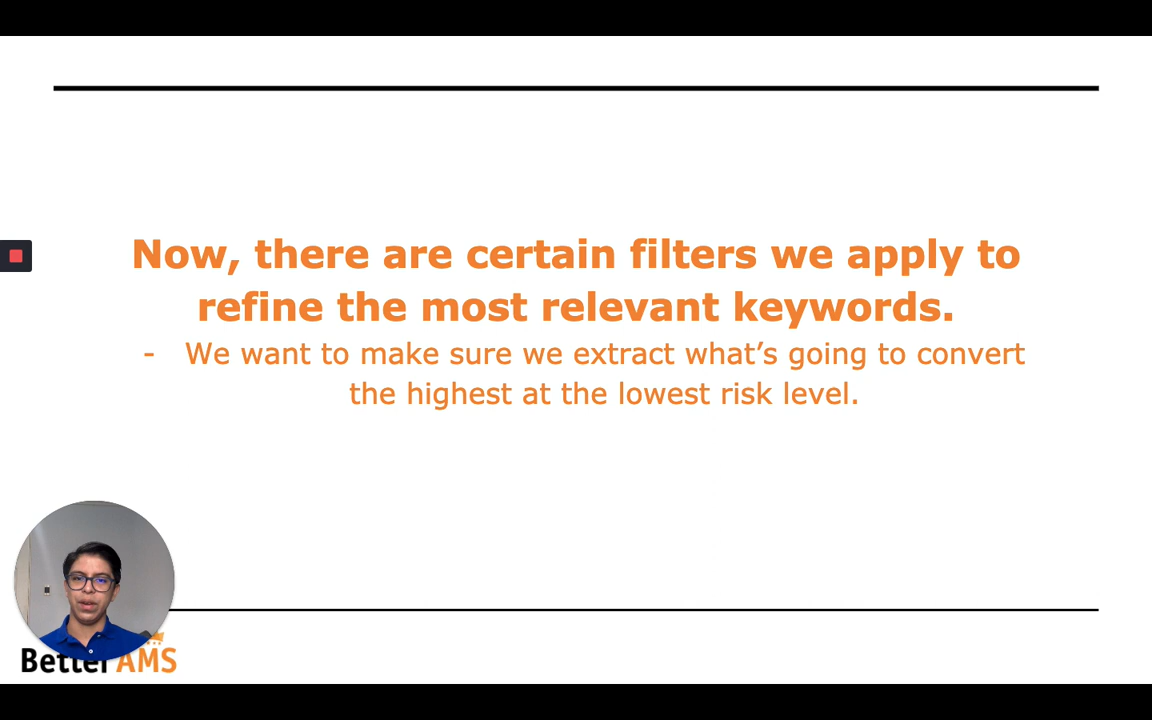 Now, there are certain filters we apply to
refine the most relevant keywords.
- We want to make sure we extract what's going to convert
the highest at the lowest risk level.
Better AMS